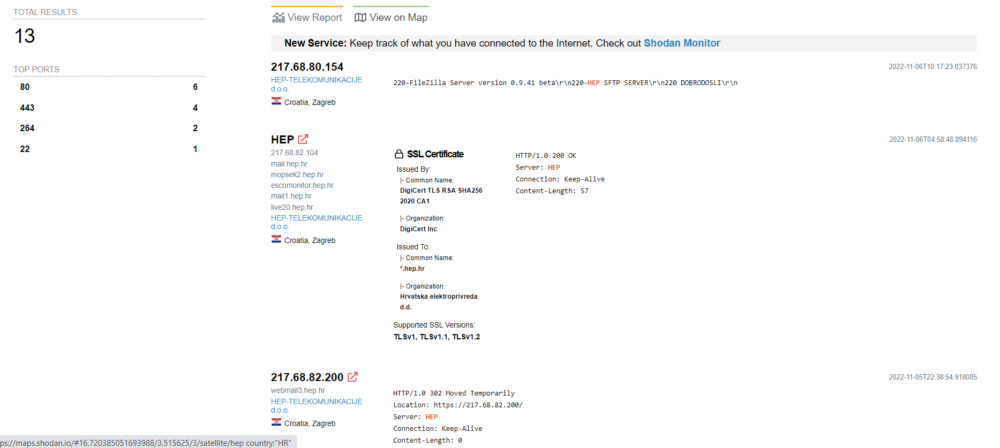 TOTAL RESULTS
13
TOP PORTS
80 6
443 4
264 2
22 1
View Report View on Map
New Service: Keep track of what you have connected to the Internet. Check out Shodan Monitor
217.68.80.154
2022-11-06T10:17:23.037376
HEP-TELEKOMUNIKACIJE
d.o.o.
Croatia, Zagreb
220-FileZilla Server version 0.9.41 beta\r\n220-HEP SFTP SERVER\r\n220 DOBRODOSLI\r\n
HEP
2022-11-06T04:58:48.894116
217.68.82.104
mail.hep.hr
mopsek2.hep.hr
escomonitor.hep.hr
mail1.hep.hr
live20.hep.hr
HEP-TELEKOMUNIKACIJE
d.o.o.
Croatia, Zagreb
SSL Certificate
Issued By:
|- Common Name:
DigiCert TLS RSA SHA256
2020 CA1
|- Organization:
DigiCert Inc
Issued To:
|- Common Name:
*.hep.hr
|- Organization:
Hrvatska elektroprivreda
d.d.
Supported SSL Versions:
TLSv1, TLSv1.1, TLSv1.2
HTTP/1.0 200 OK
Server: HEP
Connection: Keep-Alive
Content-Length: 57
217.68.82.200
2022-11-05T22:38:54.918085
webmail3.hep.hr
HEP-TELEKOMUNIKACIJE
d.o.o.
Croatia, Zagreb
HTTP/1.0 302 Moved Temporarily
Location: https://217.68.82.200/
Server: HEP
Connection: Keep-Alive
Content-Length: 0
ps://maps.shodan.io/#16.720385051693988/3.515625/3/satellite/hep country:"HR"